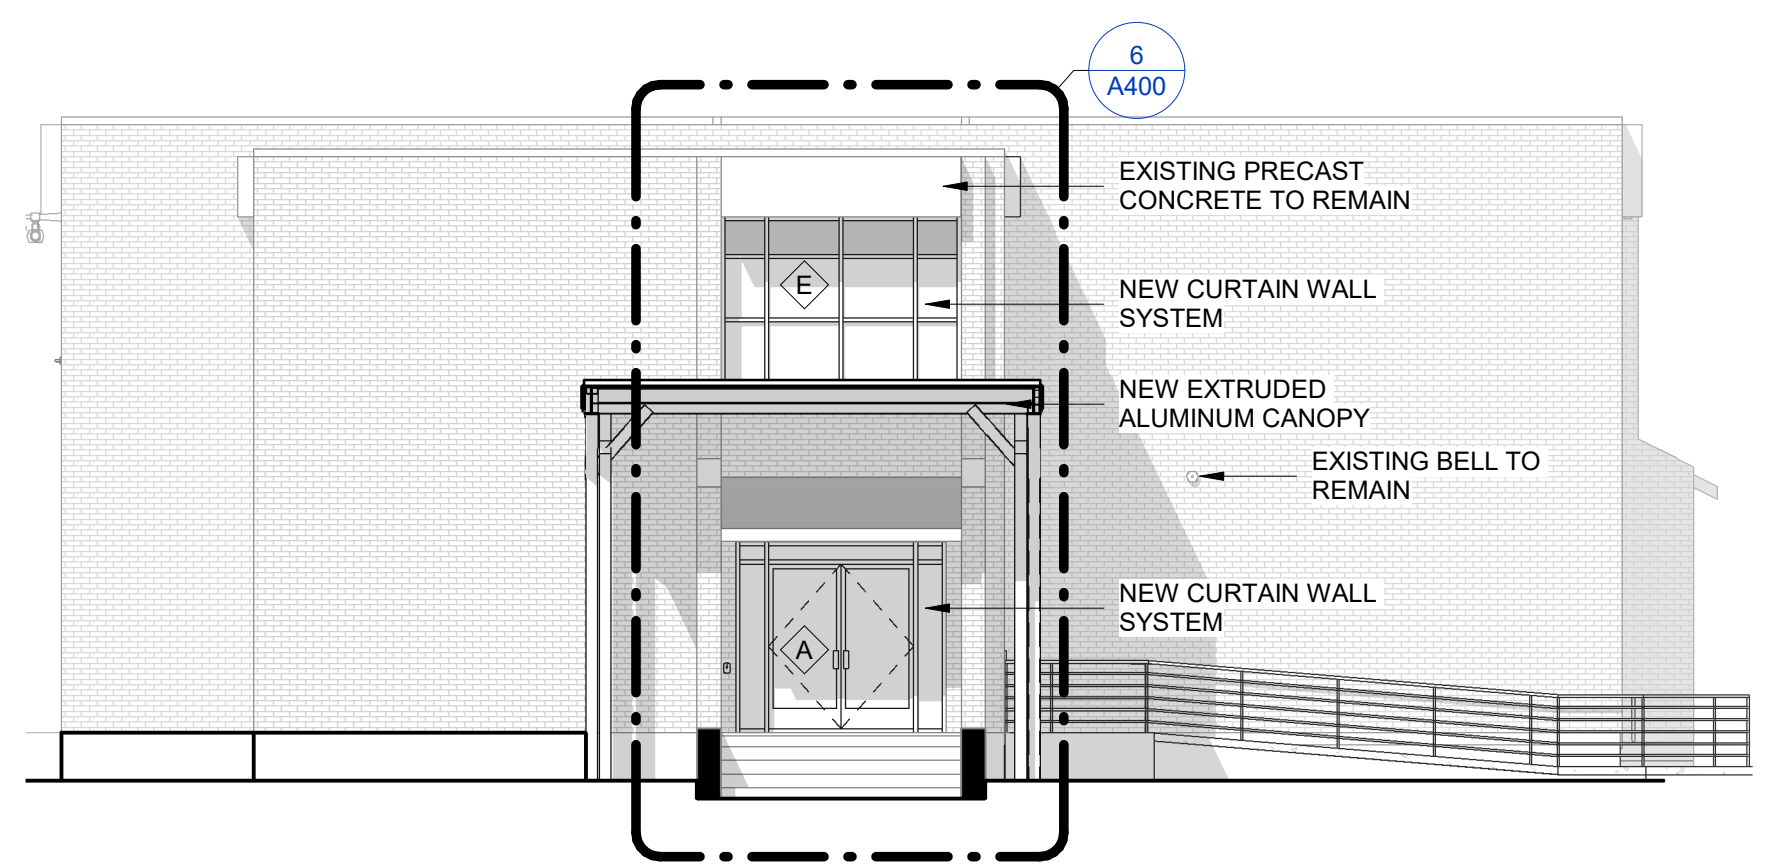 6
A400
EXISTING PRECAST
CONCRETE TO REMAIN
E
NEW CURTAIN WALL
SYSTEM
NEW EXTRUDED
ALUMINUM CANOPY
EXISTING BELL TO
REMAIN
NEW CURTAIN WALL
SYSTEM
A